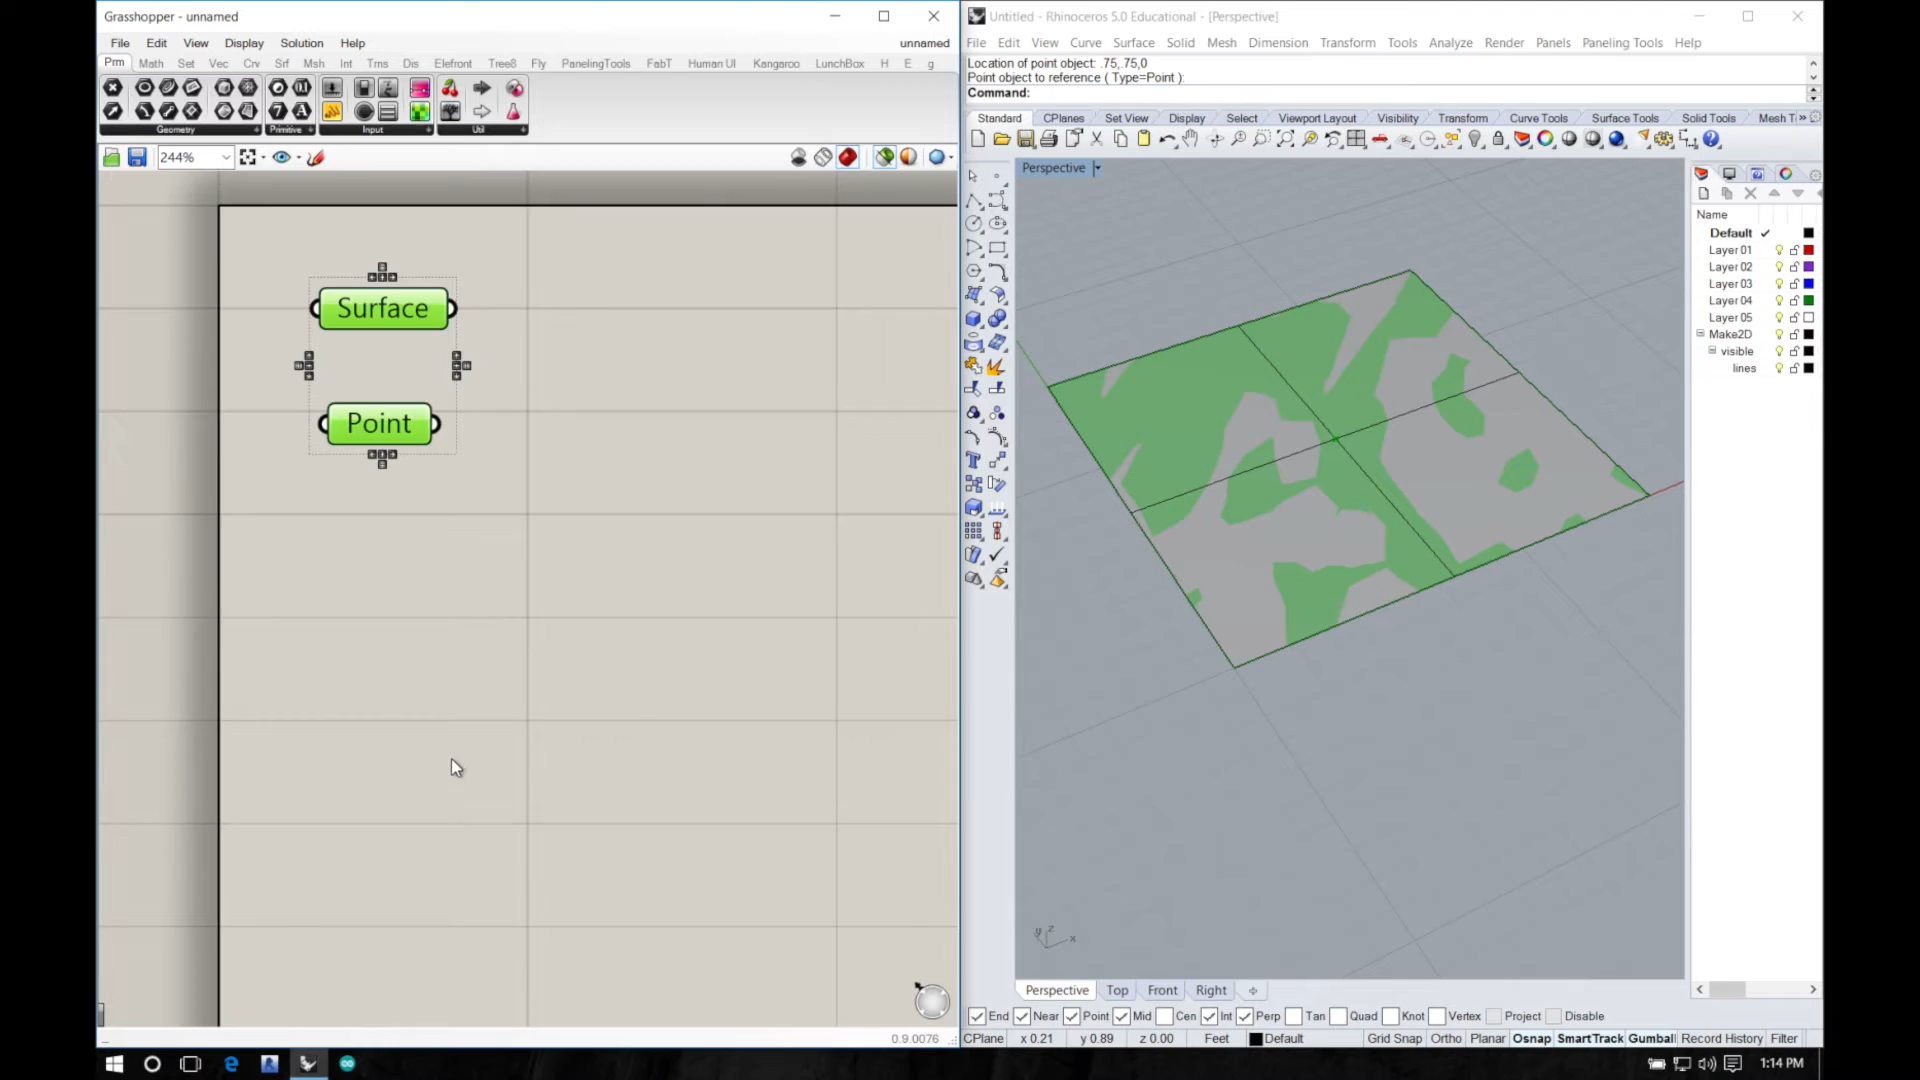 Grasshopper - unnamed
File Edit View Display Solution Help
unnamed
Prm Math Set Vec Crv Srf Msh Int Trns Dis Elefront Tree8 Fly PanelingTools FabT Human UI Kangaroo LunchBox H E g
Geometry Primitive Input Util
244%
Surface
Point
0.9.0076
Untitled - Rhinoceros 5.0 Educational - [Perspective]
File Edit View Curve Surface Solid Mesh Dimension Transform Tools Analyze Render Panels Paneling Tools Help
Location of point object: .75,.75,0
Point object to reference ( Type=Point ):
Command:
Standard CPlanes Set View Display Select Viewport Layout Visibility Transform Curve Tools Surface Tools Solid Tools Mesh T
Perspective
Name
Default
Layer 01
Layer 02
Layer 03
Layer 04
Layer 05
Make2D
visible
lines
y z x
Perspective Top Front Right
End Near Point Mid Cen Int Perp Tan Quad Knot Vertex Project Disable
CPlane x 0.21 y 0.89 z 0.00 Feet Default Grid Snap Ortho Planar Osnap SmartTrack Gumball Record History Filter
1:14 PM